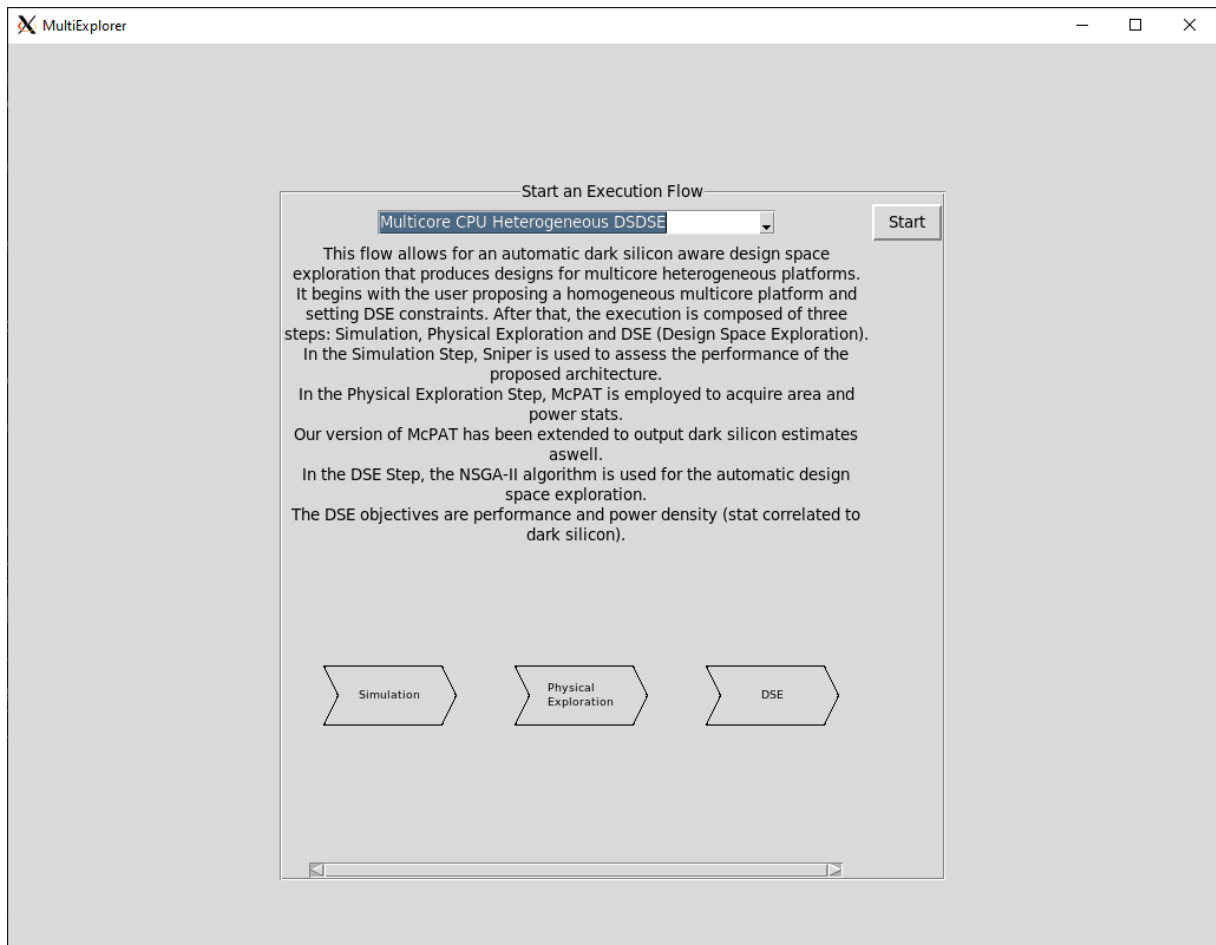 MultiExplorer
Start an Execution Flow
Multicore CPU Heterogeneous DSDSE
Start
This flow allows for an automatic dark silicon aware design space
exploration that produces designs for multicore heterogeneous platforms.
It begins with the user proposing a homogeneous multicore platform and
setting DSE constraints. After that, the execution is composed of three
steps: Simulation, Physical Exploration and DSE (Design Space Exploration).
In the Simulation Step, Sniper is used to assess the performance of the
proposed architecture.
In the Physical Exploration Step, McPAT is employed to acquire area and
power stats.
Our version of McPAT has been extended to output dark silicon estimates
aswell.
In the DSE Step, the NSGA-II algorithm is used for the automatic design
space exploration.
The DSE objectives are performance and power density (stat correlated to
dark silicon).
Simulation
Physical
Exploration
DSE